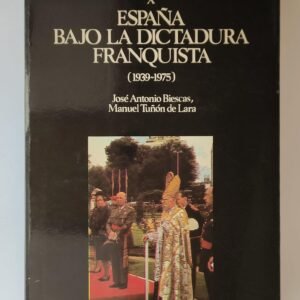 X
ESPAÑA
BAJO LA DICTADURA
FRANQUISTA
(1939-1975)
José Antonio Biescas,
Manuel Tuñón de Lara